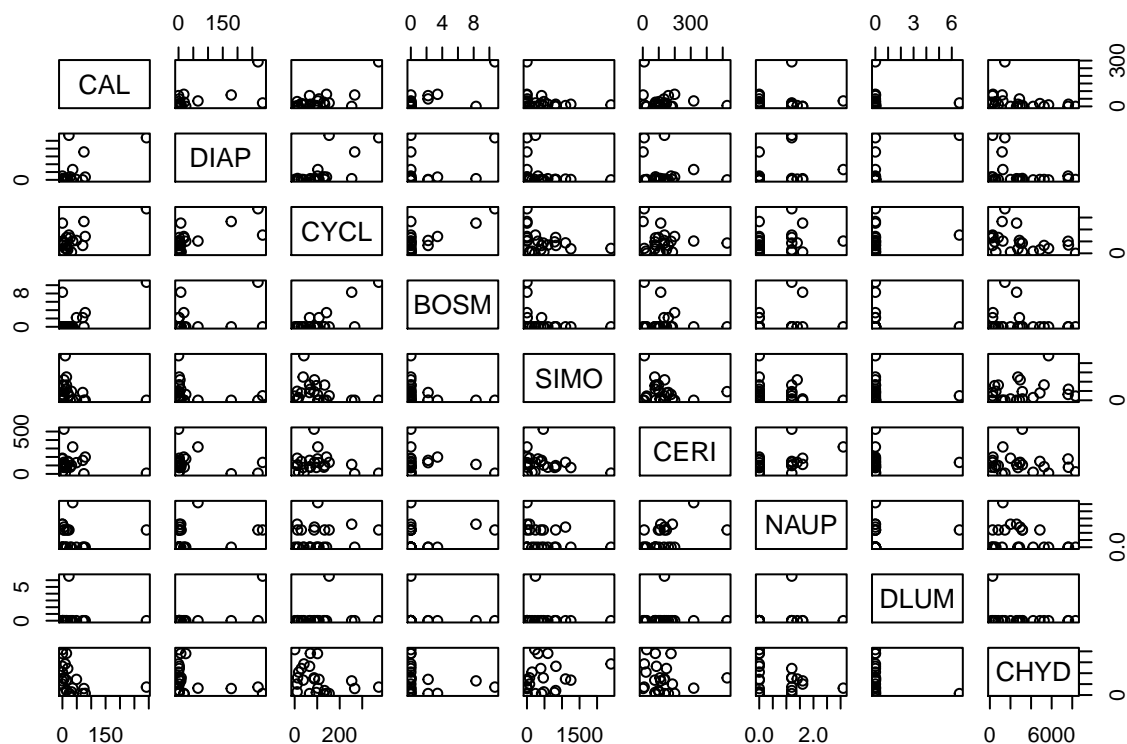 0 150 0 4 8 0 300 0 3 6
CAL 0 300
0 DIAP
CYCL 0
0 8 BOSM
SIMO 0
0 500 CERI
NAUP 0.0
0 5 DLUM
CHYD 0
0 150 0 200 0 1500 0.0 2.0 0 6000